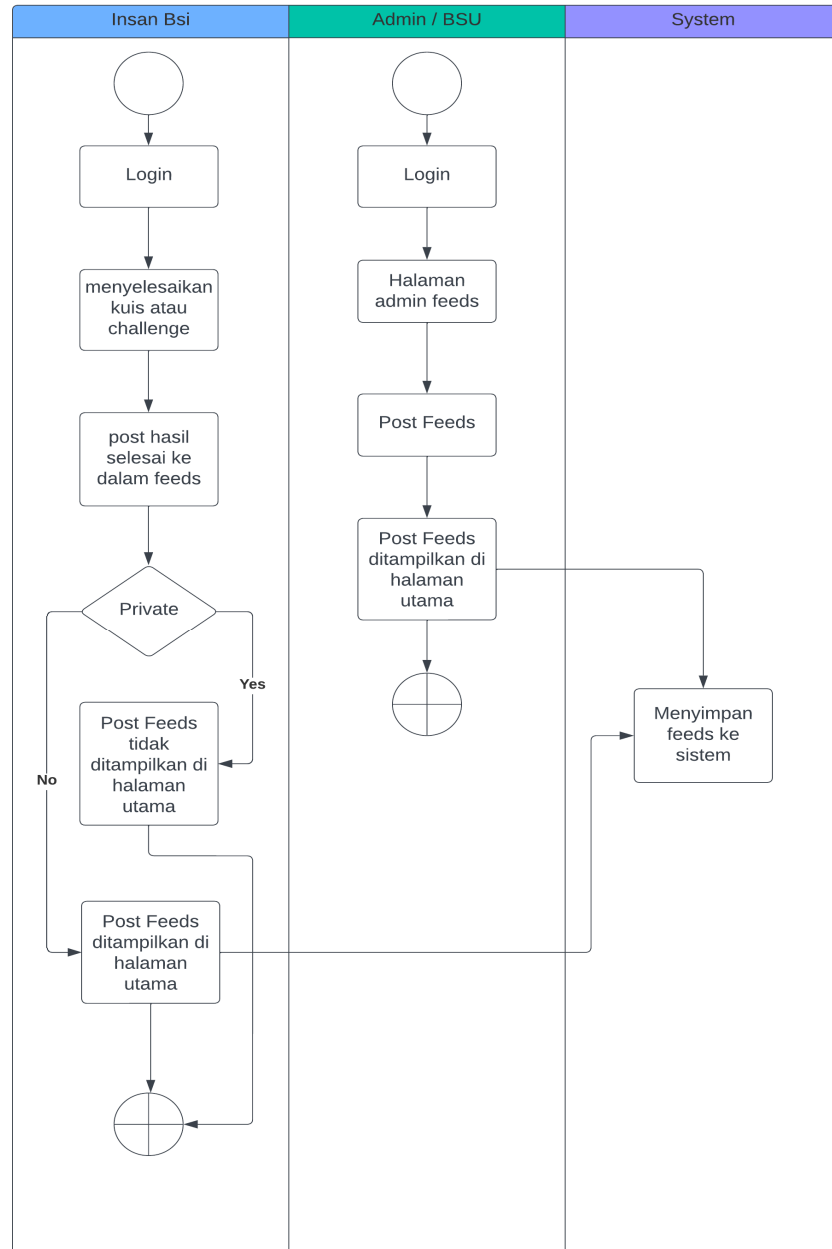 Insan Bsi
Admin / BSU
System
Login
menyelesaikan
kuis atau
challenge
post hasil
selesai ke
dalam feeds
Private
Yes
No
Post Feeds
tidak
ditampilkan di
halaman
utama
Post Feeds
ditampilkan di
halaman
utama
Login
Halaman
admin feeds
Post Feeds
Post Feeds
ditampilkan di
halaman
utama
Menyimpan
feeds ke
sistem